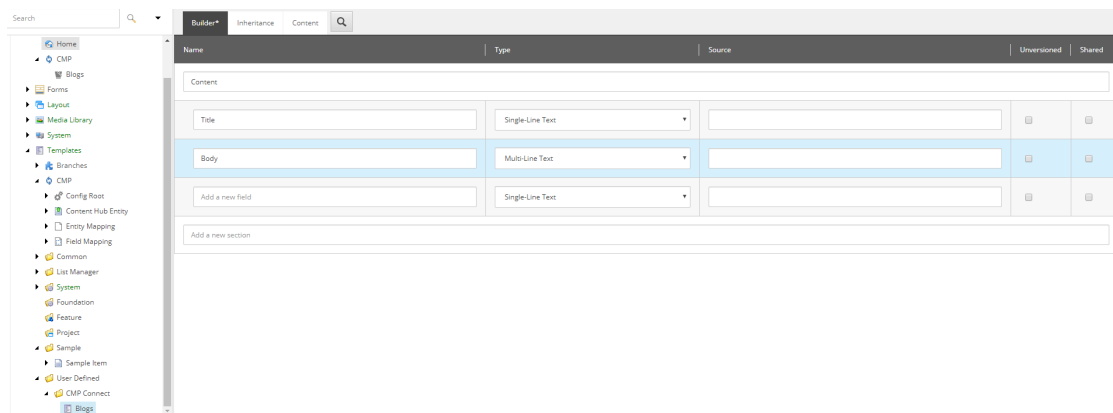 Search
Home
CMP
Blogs
Forms
Layout
Media Library
System
Templates
Branches
CMP
Config Root
Content Hub Entity
Entity Mapping
Field Mapping
Common
List Manager
System
Foundation
Feature
Project
Sample
Sample Item
User Defined
CMP Connect
Blogs
Builder* Inheritance Content
Name Type Source Unversioned Shared
Content
Title Single-Line Text
Body Multi-Line Text
Add a new field Single-Line Text
Add a new section